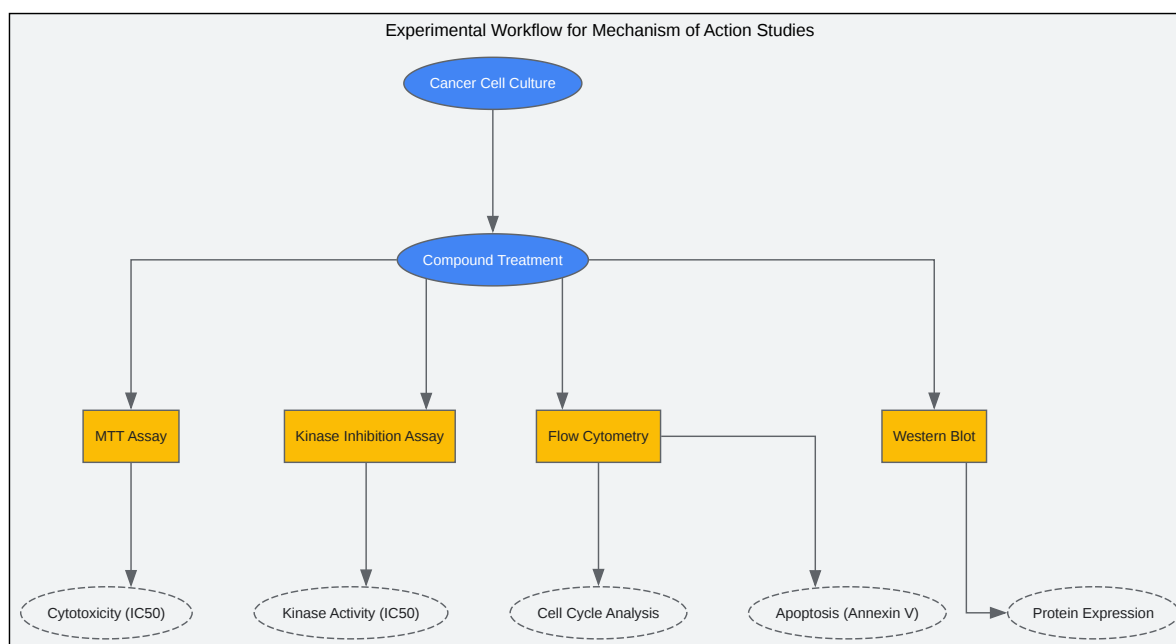 Experimental Workflow for Mechanism of Action Studies
Cancer Cell Culture
Compound Treatment
MTT Assay
Kinase Inhibition Assay
Flow Cytometry
Western Blot
Cytotoxicity (IC50)
Kinase Activity (IC50)
Cell Cycle Analysis
Apoptosis (Annexin V)
Protein Expression